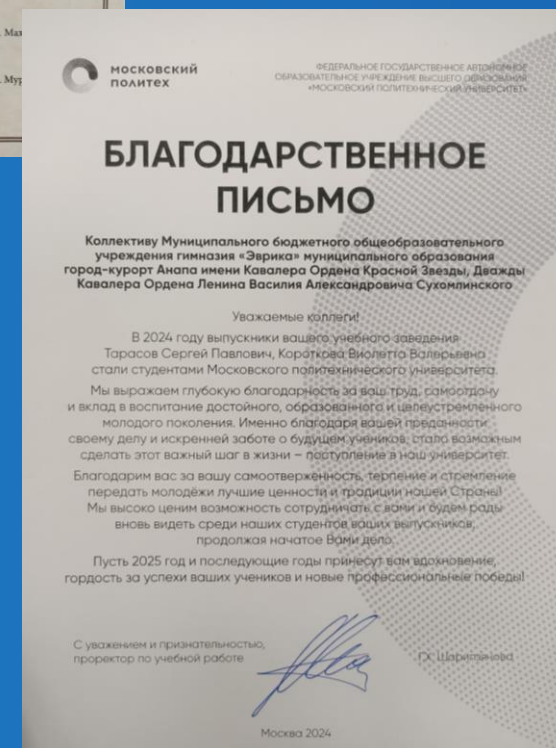 . Мах
. Мур
московский
политех
ФЕДЕРАЛЬНОЕ ГОСУДАРСТВЕННОЕ АВТОНОМНОЕ
ОБРАЗОВАТЕЛЬНОЕ УЧРЕЖДЕНИЕ ВЫСШЕГО ОБРАЗОВАНИЯ
«МОСКОВСКИЙ ПОЛИТЕХНИЧЕСКИЙ УНИВЕРСИТЕТ»
БЛАГОДАРСТВЕННОЕ
ПИСЬМО
Коллективу Муниципального бюджетного общеобразовательного
учреждения гимназия «Эврика» муниципального образования
город-курорт Анапа имени Кавалера Ордена Красной Звезды, Дважды
Кавалера Ордена Ленина Василия Александровича Сухомлинского
Уважаемые коллеги!
В 2024 году выпускники вашего учебного заведения
Тарасов Сергей Павлович, Короткова Виолетта Валерьевна
стали студентами Московского политехнического университета.
Мы выражаем глубокую благодарность за ваш труд, самоотдачу
и вклад в воспитание достойного, образованного и целеустремленного
молодого поколения. Именно благодаря вашей преданности
своему делу и искренней заботе о будущем учеников, стало возможным
сделать этот важный шаг в жизни – поступление в наш университет.
Благодарим вас за вашу самоотверженность, терпение и стремление
передать молодёжи лучшие ценности и традиции нашей Страны!
Мы высоко ценим возможность сотрудничать с вами и будем рады
вновь видеть среди наших студентов ваших выпускников,
продолжая начатое Вами дело.
Пусть 2025 год и последующие годы принесут вам вдохновение,
гордость за успехи ваших учеников и новые профессиональные победы!
С уважением и признательностью,
проректор по учебной работе
Г.Х. Шарипзянова
Москва 2024